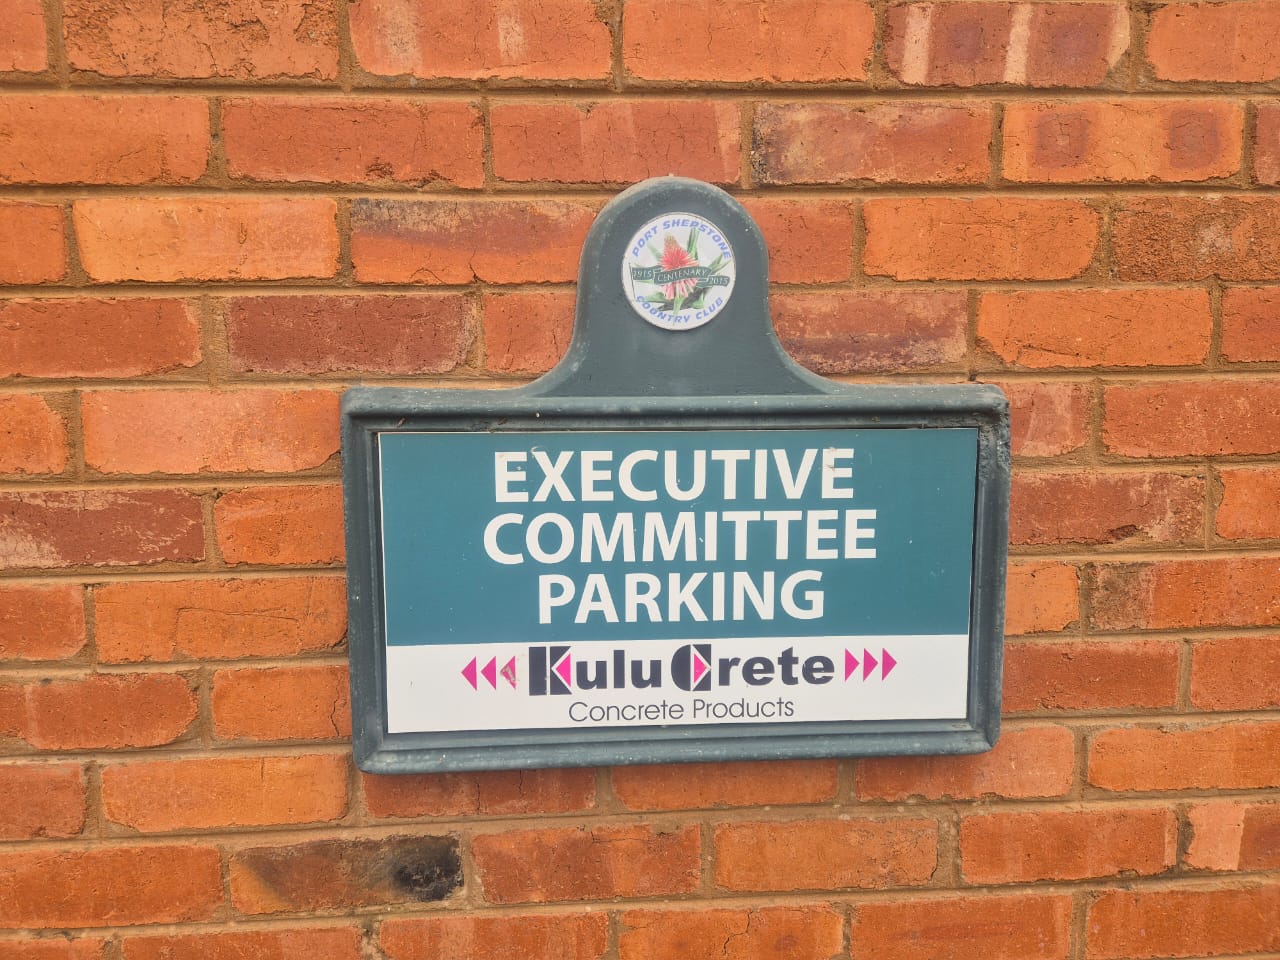 PORT SHEPSTONE
1915 CENTENARY 2015
COUNTRY CLUB
EXECUTIVE
COMMITTEE
PARKING
KuluCrete
Concrete Products